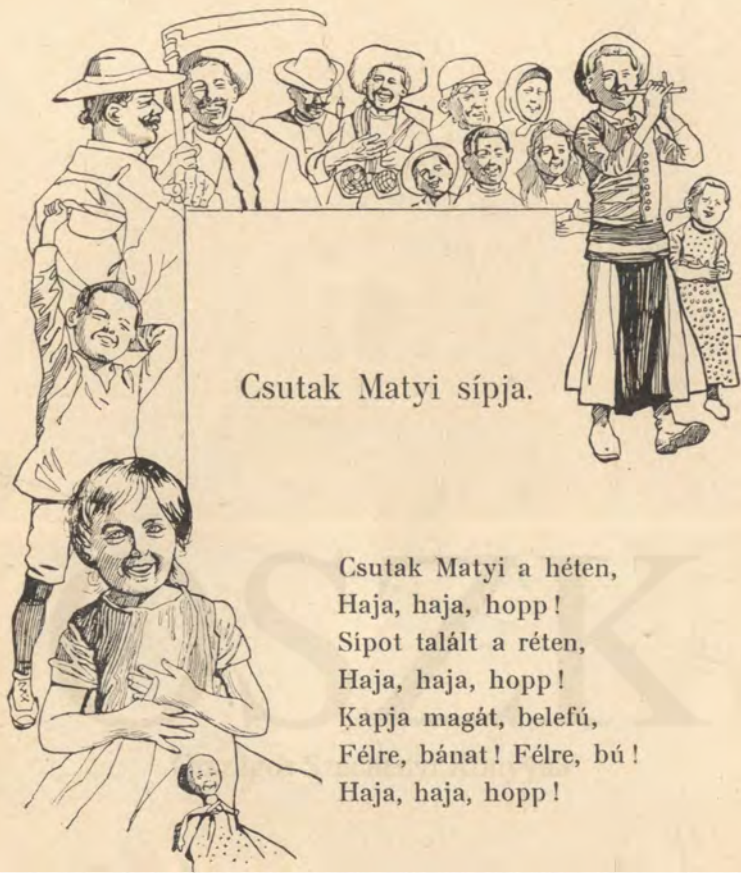 Csutak Matyi sípja.
Csutak Matyi a héten,
Haja, haja, hopp!
Sípot talált a réten,
Haja, haja, hopp!
Kapja magát, belefú,
Félre, bánat! Félre, bú!
Haja, haja, hopp!